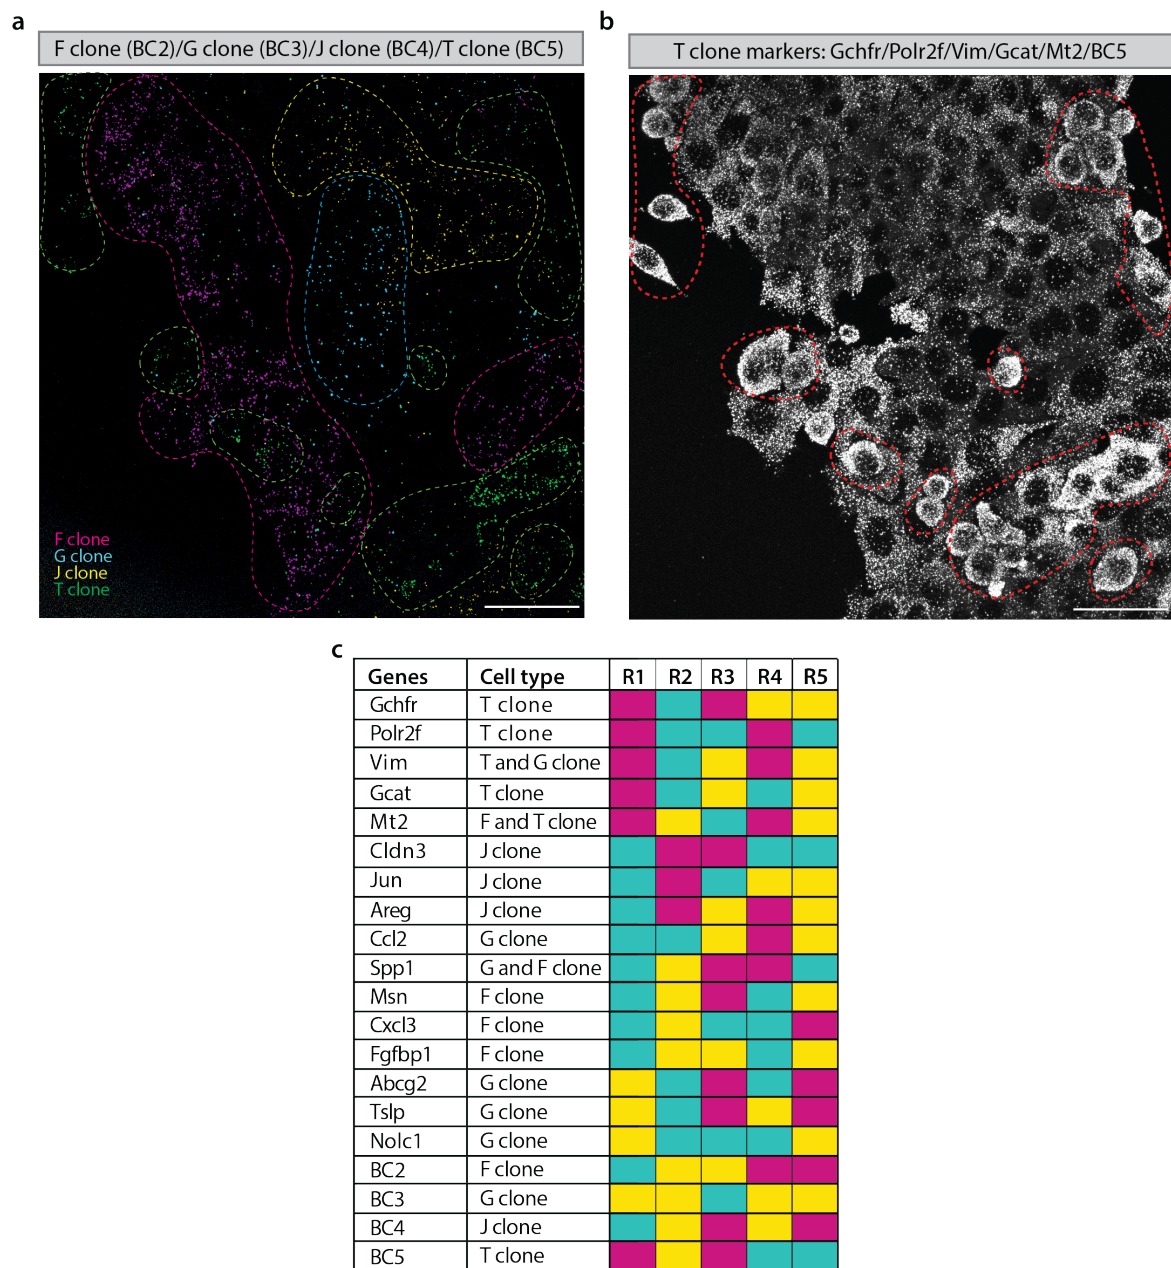 a
F clone (BC2)/G clone (BC3)/J clone (BC4)/T clone (BC5)
F clone
G clone
J clone
T clone
b
T clone markers: Gchfr/Polr2f/Vim/Gcat/Mt2/BC5
c
Genes Cell type R1 R2 R3 R4 R5
Gchfr T clone
Polr2f T clone
Vim T and G clone
Gcat T clone
Mt2 F and T clone
Cldn3 J clone
Jun J clone
Areg J clone
Ccl2 G clone
Spp1 G and F clone
Msn F clone
Cxcl3 F clone
Fgfbp1 F clone
Abcg2 G clone
Tslp G clone
Nolc1 G clone
BC2 F clone
BC3 G clone
BC4 J clone
BC5 T clone